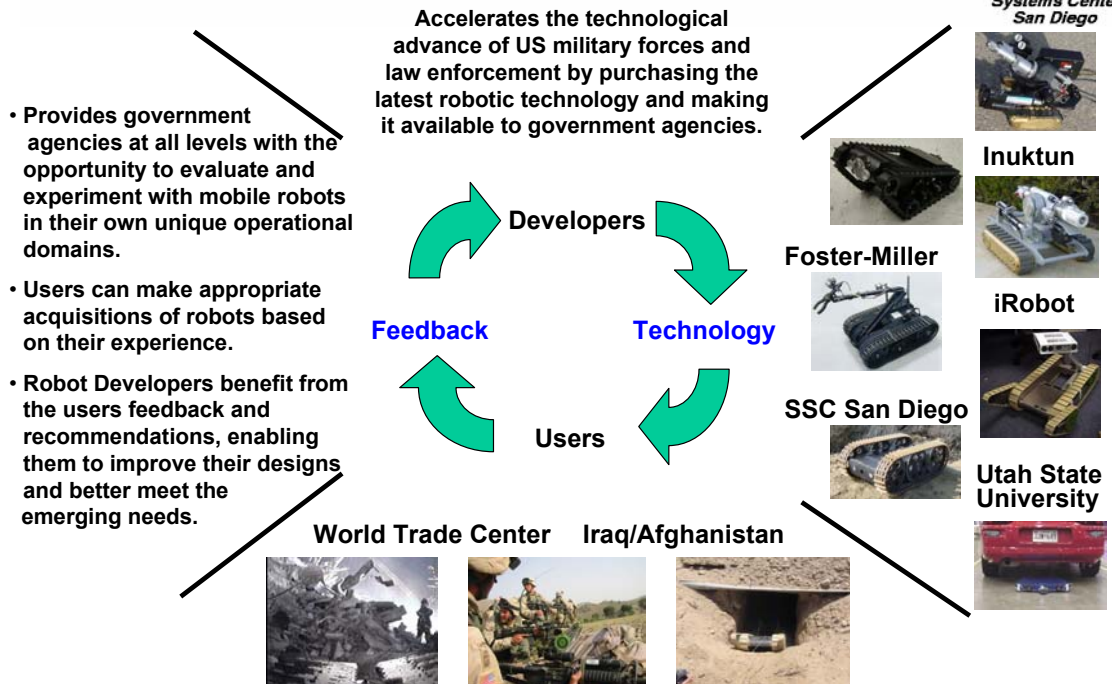 Accelerates the technological
advance of US military forces and
law enforcement by purchasing the
latest robotic technology and making
it available to government agencies.
Systems Center
San Diego
• Provides government
agencies at all levels with the
opportunity to evaluate and
experiment with mobile robots
in their own unique operational
domains.
• Users can make appropriate
acquisitions of robots based
on their experience.
• Robot Developers benefit from
the users feedback and
recommendations, enabling
them to improve their designs
and better meet the
emerging needs.
Developers
Feedback
Technology
Users
Inuktun
Foster-Miller
iRobot
SSC San Diego
Utah State
University
World Trade Center
Iraq/Afghanistan